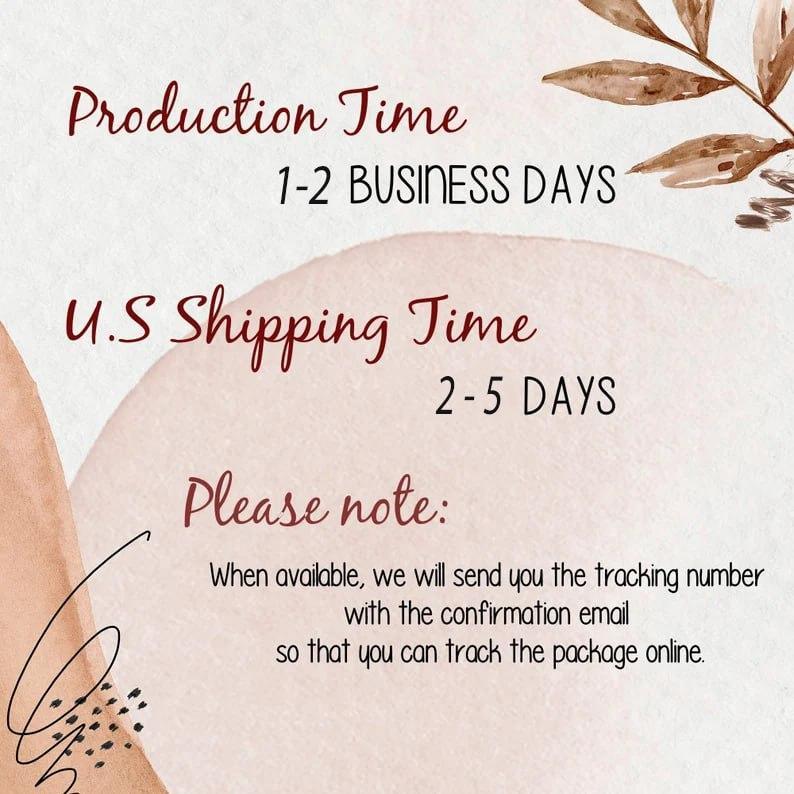 Production Time
1-2 BUSINESS DAYS
U.S Shipping Time
2-5 DAYS
Please note:
When available, we will send you the tracking number
with the confirmation email
so that you can track the package online.